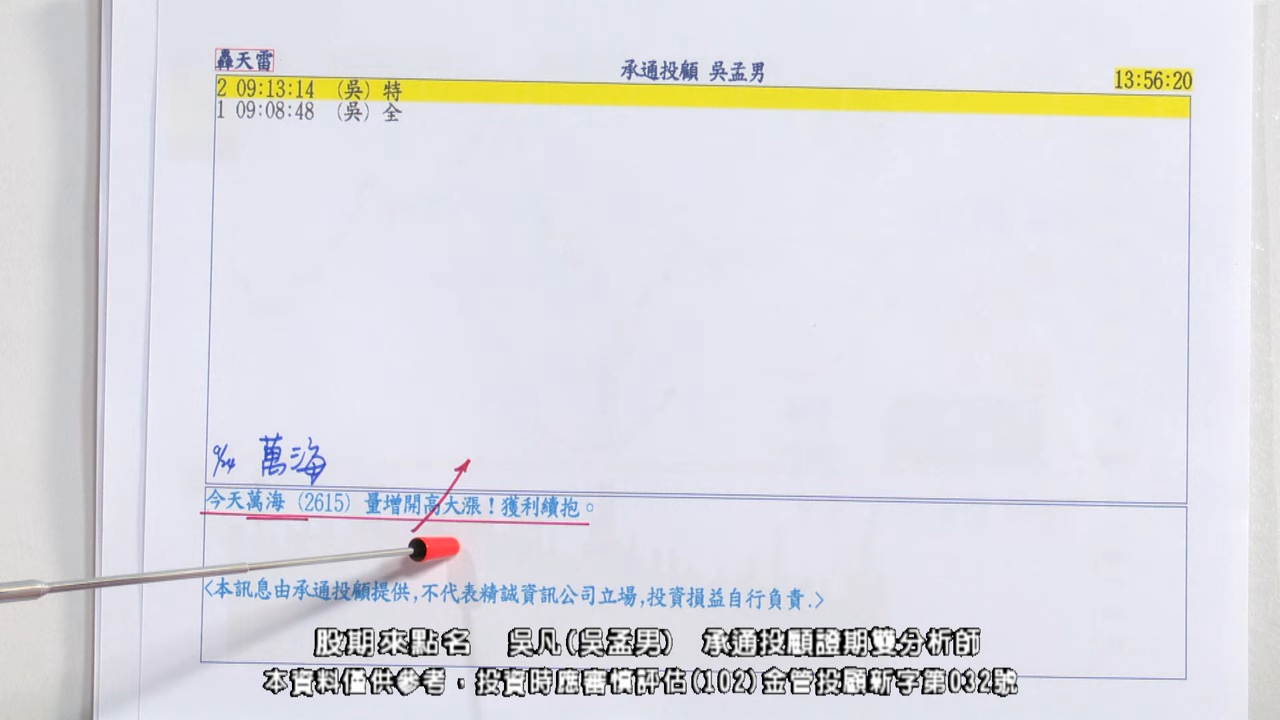 轟天雷
承通投顧 吳孟男
13:56:20
2 09:13:14 (吳) 特
1 09:08:48 (吳) 全
9/24 萬海
今天萬海 (2615) 量增開高大漲！獲利續抱。
<本訊息由承通投顧提供,不代表精誠資訊公司立場,投資損益自行負責.>
股期來點名 吳凡(吳孟男) 承通投顧證期雙分析師
本資料僅供參考，投資時應審慎評估(102)金管投顧新字第032號